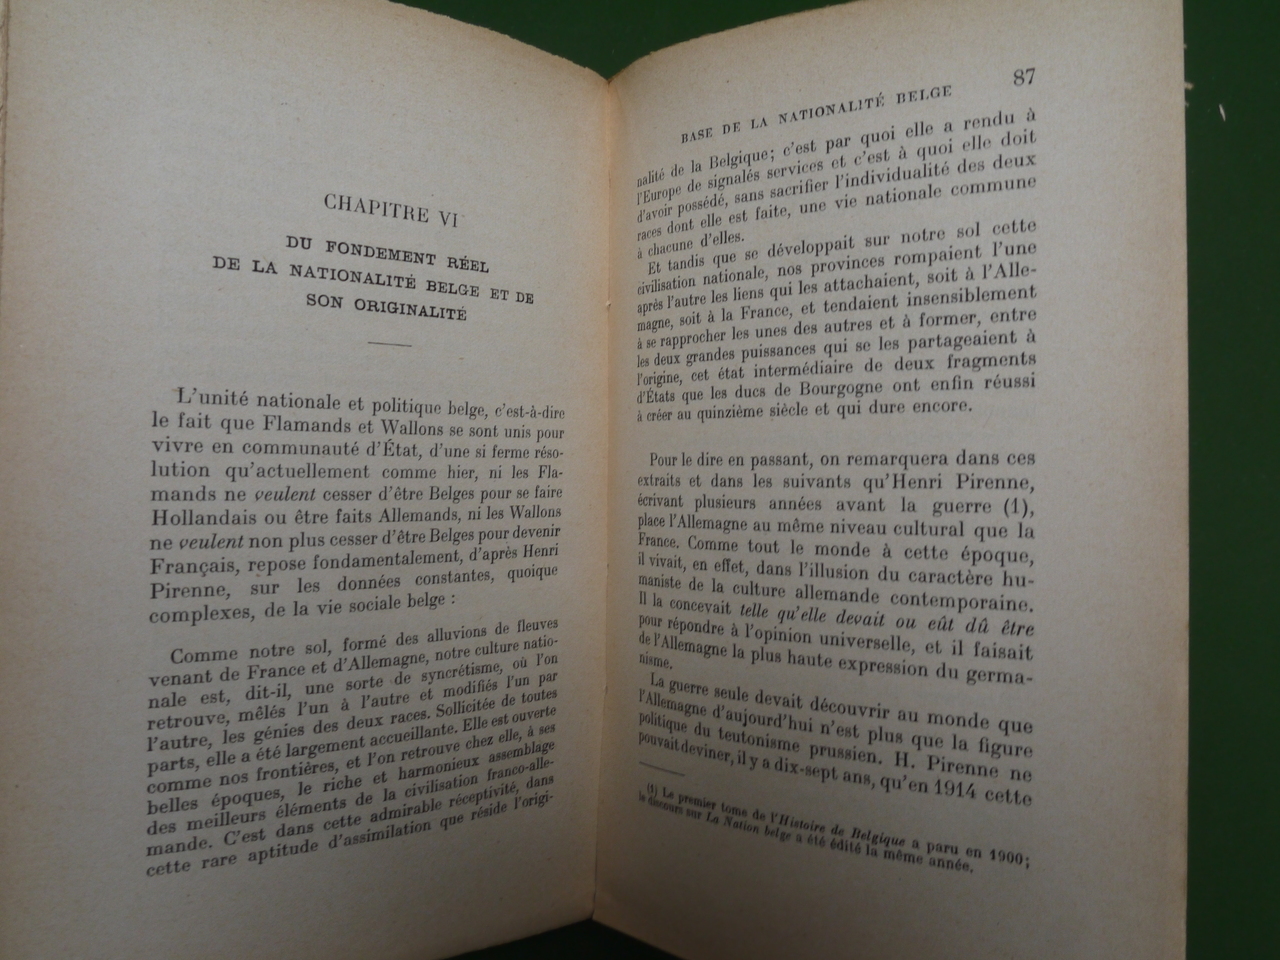 CHAPITRE VI
DU FONDEMENT RÉEL
DE LA NATIONALITÉ BELGE ET DE
SON ORIGINALITÉ
L'unité nationale et politique belge, c'est-à-dire
le fait que Flamands et Wallons se sont unis pour
vivre en communauté d'État, d'une si ferme réso-
lution qu'actuellement comme hier, ni les Fla-
mands ne veulent cesser d'être Belges pour se faire
Hollandais ou être faits Allemands, ni les Wallons
ne veulent non plus cesser d'être Belges pour devenir
Français, repose fondamentalement, d'après Henri
Pirenne, sur les données constantes, quoique
complexes, de la vie sociale belge :
Comme notre sol, formé des alluvions de fleuves
venant de France et d'Allemagne, notre culture natio-
nale est, dit-il, une sorte de syncrétisme, où l'on
retrouve, mêlés l'un à l'autre et modifiés l'un par
l'autre, les génies des deux races. Sollicitée de toutes
parts, elle a été largement accueillante. Elle est ouverte
comme nos frontières, et l'on retrouve chez elle, à ses
belles époques, le riche et harmonieux assemblage
des meilleurs éléments de la civilisation franco-alle-
mande. C'est dans cette admirable réceptivité, dans
cette rare aptitude d'assimilation que réside l'origi-
BASE DE LA NATIONALITÉ BELGE 87
nalité de la Belgique; c'est par quoi elle a rendu à
l'Europe de signalés services et c'est à quoi elle doit
d'avoir possédé, sans sacrifier l'individualité des deux
races dont elle est faite, une vie nationale commune
à chacune d'elles.
Et tandis que se développait sur notre sol cette
civilisation nationale, nos provinces rompaient l'une
après l'autre les liens qui les attachaient, soit à l'Alle-
magne, soit à la France, et tendaient insensiblement
à se rapprocher les unes des autres et à former, entre
les deux grandes puissances qui se les partageaient à
l'origine, cet état intermédiaire de deux fragments
d'États que les ducs de Bourgogne ont enfin réussi
à créer au quinzième siècle et qui dure encore.
Pour le dire en passant, on remarquera dans ces
extraits et dans les suivants qu'Henri Pirenne,
écrivant plusieurs années avant la guerre (1),
place l'Allemagne au même niveau cultural que la
France. Comme tout le monde à cette époque,
il vivait, en effet, dans l'illusion du caractère hu-
maniste de la culture allemande contemporaine.
Il la concevait telle qu'elle devait ou eût dû être
pour répondre à l'opinion universelle, et il faisait
de l'Allemagne la plus haute expression du germa-
nisme.
La guerre seule devait découvrir au monde que
l'Allemagne d'aujourd'hui n'est plus que la figure
politique du teutonisme prussien. H. Pirenne ne
pouvait deviner, il y a dix-sept ans, qu'en 1914 cette
(1) Le premier tome de l'Histoire de Belgique a paru en 1900;
le discours sur La Nation belge a été édité la même année.